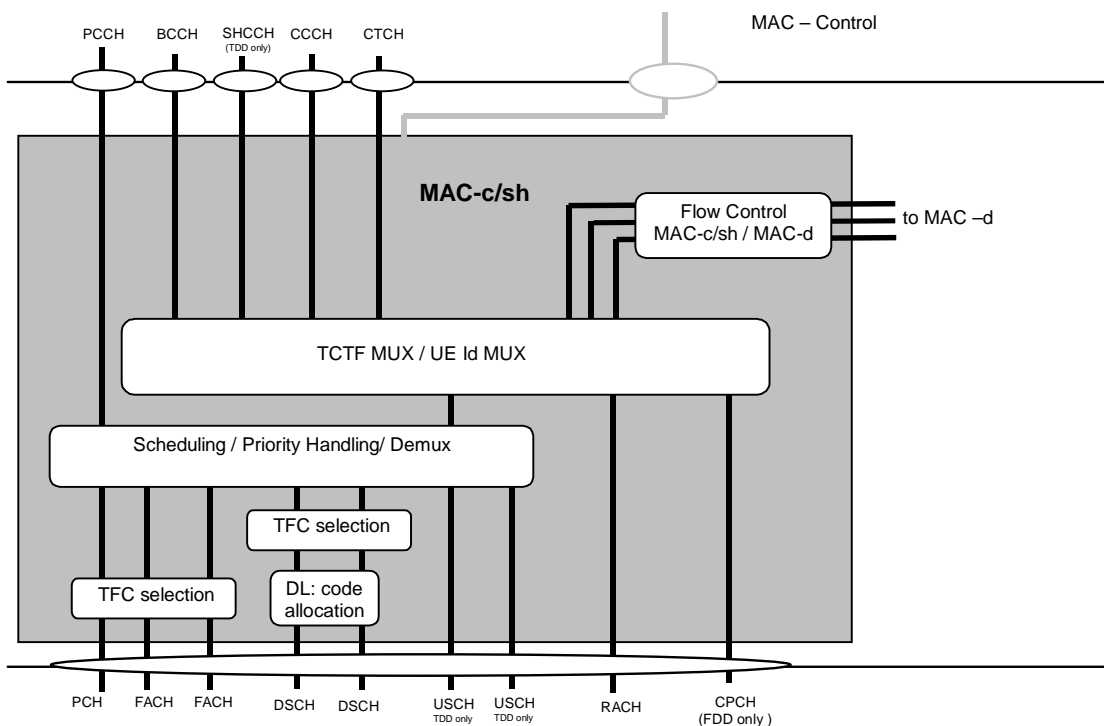 MAC – Control
PCCH
BCCH
SHCCH
(TDD only)
CCCH
CTCH
MAC-c/sh
Flow Control
MAC-c/sh / MAC-d
to MAC –d
TCTF MUX / UE Id MUX
Scheduling / Priority Handling/ Demux
TFC selection
TFC selection
DL: code
allocation
PCH
FACH
FACH
DSCH
DSCH
USCH
TDD only
USCH
TDD only
RACH
CPCH
(FDD only )